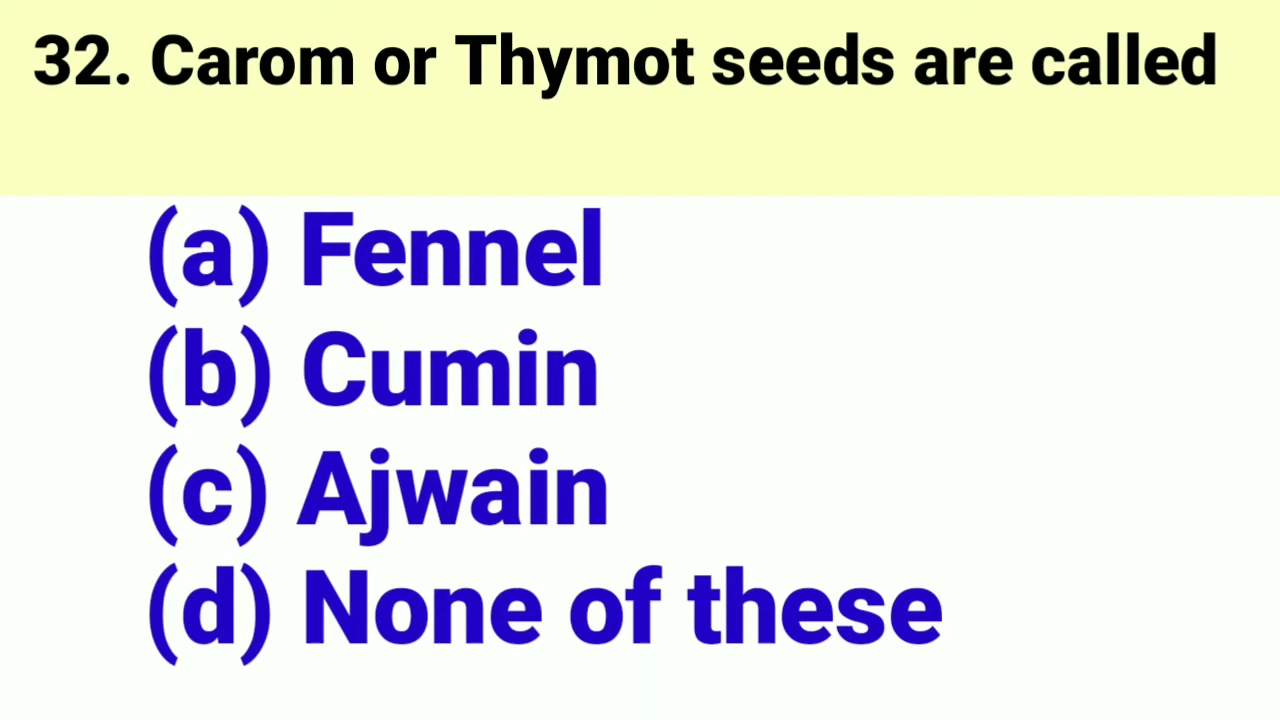 32. Carom or Thymot seeds are called
(a) Fennel
(b) Cumin
(c) Ajwain
(d) None of these